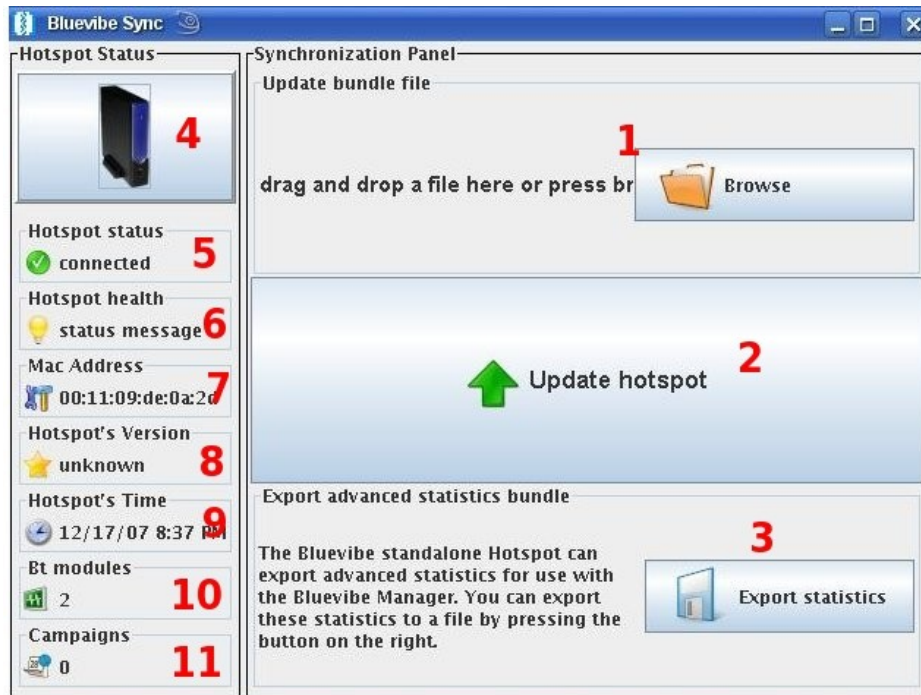 Bluevibe Sync
Hotspot Status
4
Hotspot status
connected
5
Hotspot health
status message
6
Mac Address
00:11:09:de:0a:2d
7
Hotspot's Version
unknown
8
Hotspot's Time
12/17/07 8:37 PM
9
Bt modules
2
10
Campaigns
0
11
Synchronization Panel
Update bundle file
1
drag and drop a file here or press br
Browse
Update hotspot
2
Export advanced statistics bundle
3
The Bluevibe standalone Hotspot can
export advanced statistics for use with
the Bluevibe Manager. You can export
these statistics to a file by pressing the
button on the right.
Export statistics